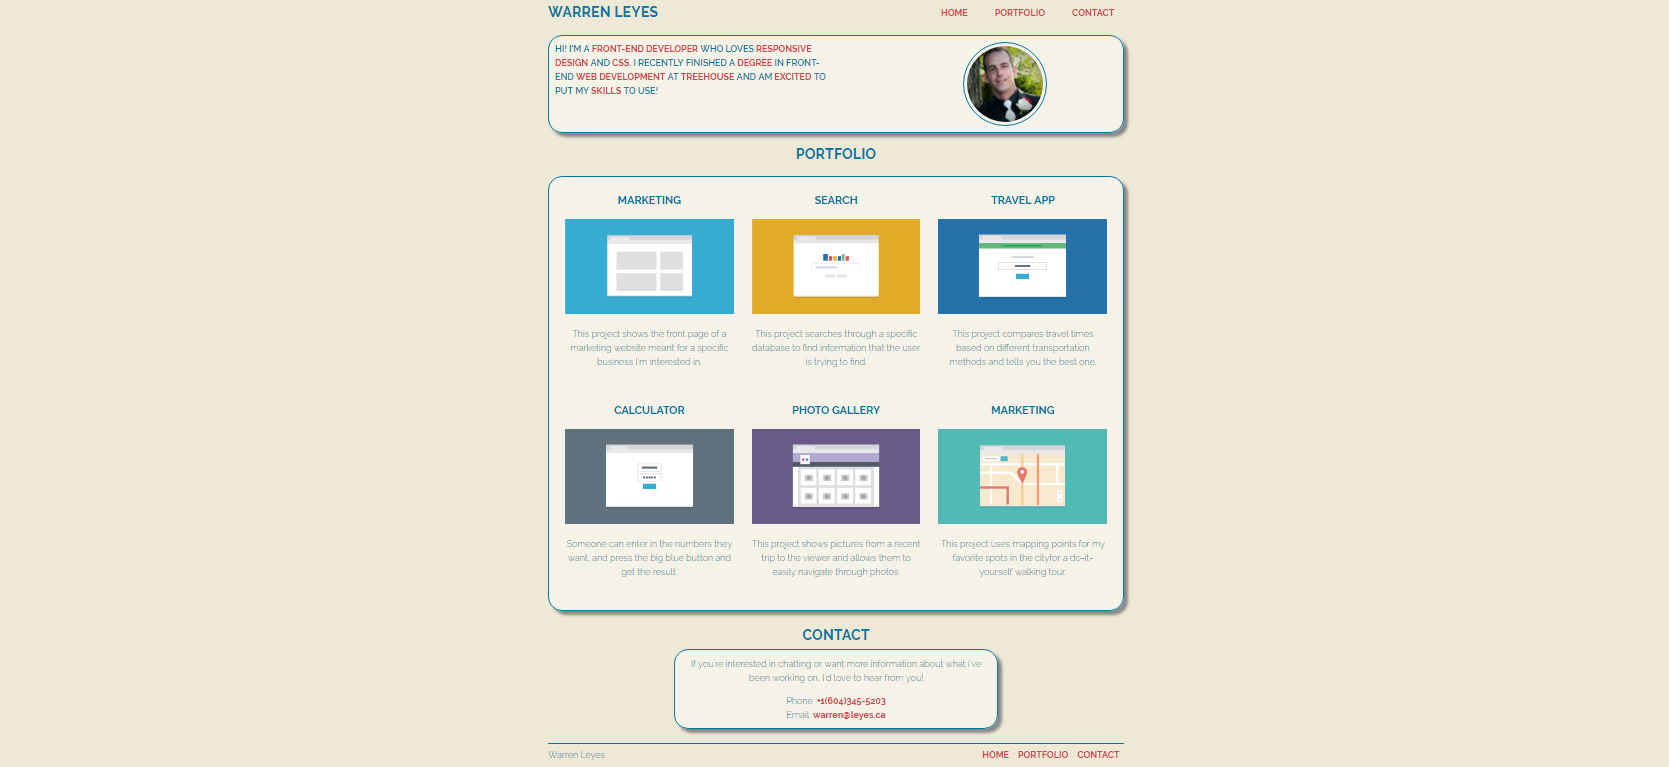 WARREN LEYES
HOME PORTFOLIO CONTACT
HI! I'M A FRONT-END DEVELOPER WHO LOVES RESPONSIVE
DESIGN AND CSS. I RECENTLY FINISHED A DEGREE IN FRONT-
END WEB DEVELOPMENT AT TREEHOUSE AND AM EXCITED TO
PUT MY SKILLS TO USE!
PORTFOLIO
MARKETING
This project shows the front page of a
marketing website meant for a specific
business I'm interested in.
SEARCH
This project searches through a specific
database to find information that the user
is trying to find.
TRAVEL APP
This project compares travel times
based on different transportation
methods and tells you the best one.
CALCULATOR
Someone can enter in the numbers they
want, and press the big blue button and
get the result.
PHOTO GALLERY
This project shows pictures from a recent
trip to the viewer and allows them to
easily navigate through photos.
MARKETING
This project uses mapping points for my
favorite spots in the cityfor a do-it-
yourself walking tour.
CONTACT
If you're interested in chatting or want more information about what i've
been working on, I'd love to hear from you!
Phone +1(604)345-5203
Email warren@leyes.ca
Warren Leyes
HOME PORTFOLIO CONTACT